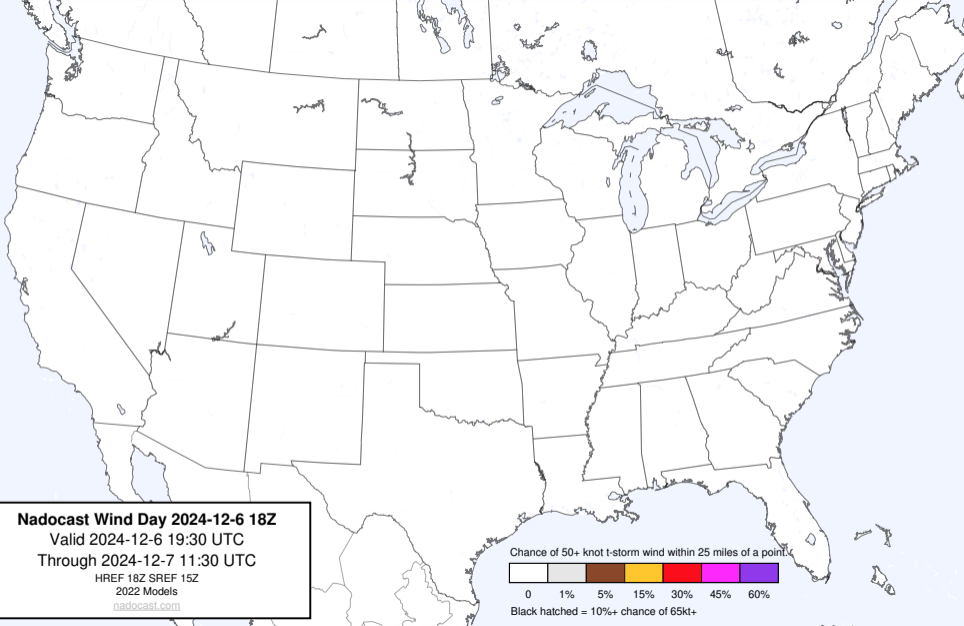 Nadocast Wind Day 2024-12-6 18Z
Valid 2024-12-6 19:30 UTC
Through 2024-12-7 11:30 UTC
HREF 18Z SREF 15Z
2022 Models
nadocast.com
Chance of 50+ knot t-storm wind within 25 miles of a point.
0 1% 5% 15% 30% 45% 60%
Black hatched = 10%+ chance of 65kt+